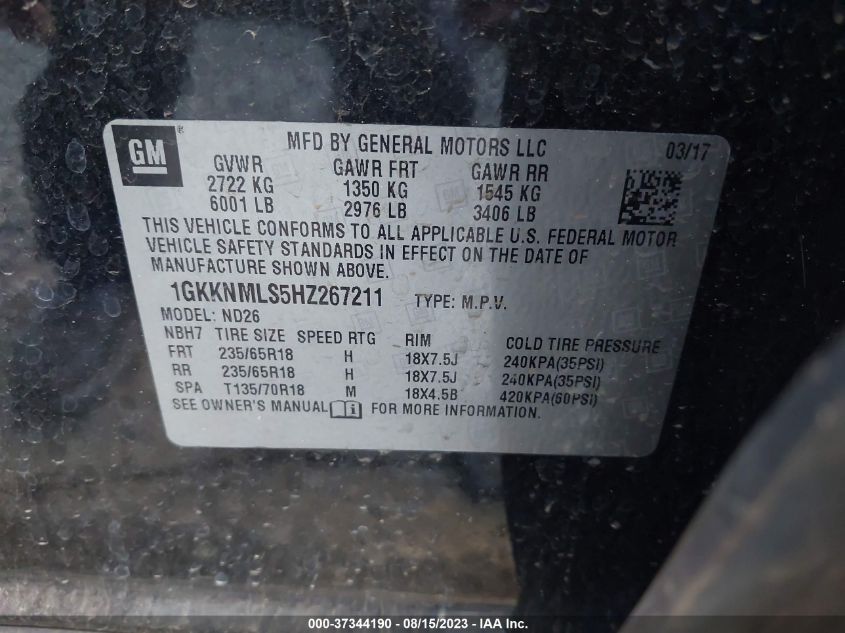 GM ®
MFD BY GENERAL MOTORS LLC 03/17
GVWR GAWR FRT GAWR RR
2722 KG 1350 KG 1545 KG
6001 LB 2976 LB 3406 LB
THIS VEHICLE CONFORMS TO ALL APPLICABLE U.S. FEDERAL MOTOR
VEHICLE SAFETY STANDARDS IN EFFECT ON THE DATE OF
MANUFACTURE SHOWN ABOVE.
1GKKNMLS5HZ267211 TYPE: M.P.V.
MODEL: ND26
NBH7 TIRE SIZE SPEED RTG RIM COLD TIRE PRESSURE
FRT 235/65R18 H 18X7.5J 240KPA(35PSI)
RR 235/65R18 H 18X7.5J 240KPA(35PSI)
SPA T135/70R18 M 18X4.5B 420KPA(60PSI)
SEE OWNER'S MANUAL FOR MORE INFORMATION.
000-37344190 - 08/15/2023 - IAA Inc.